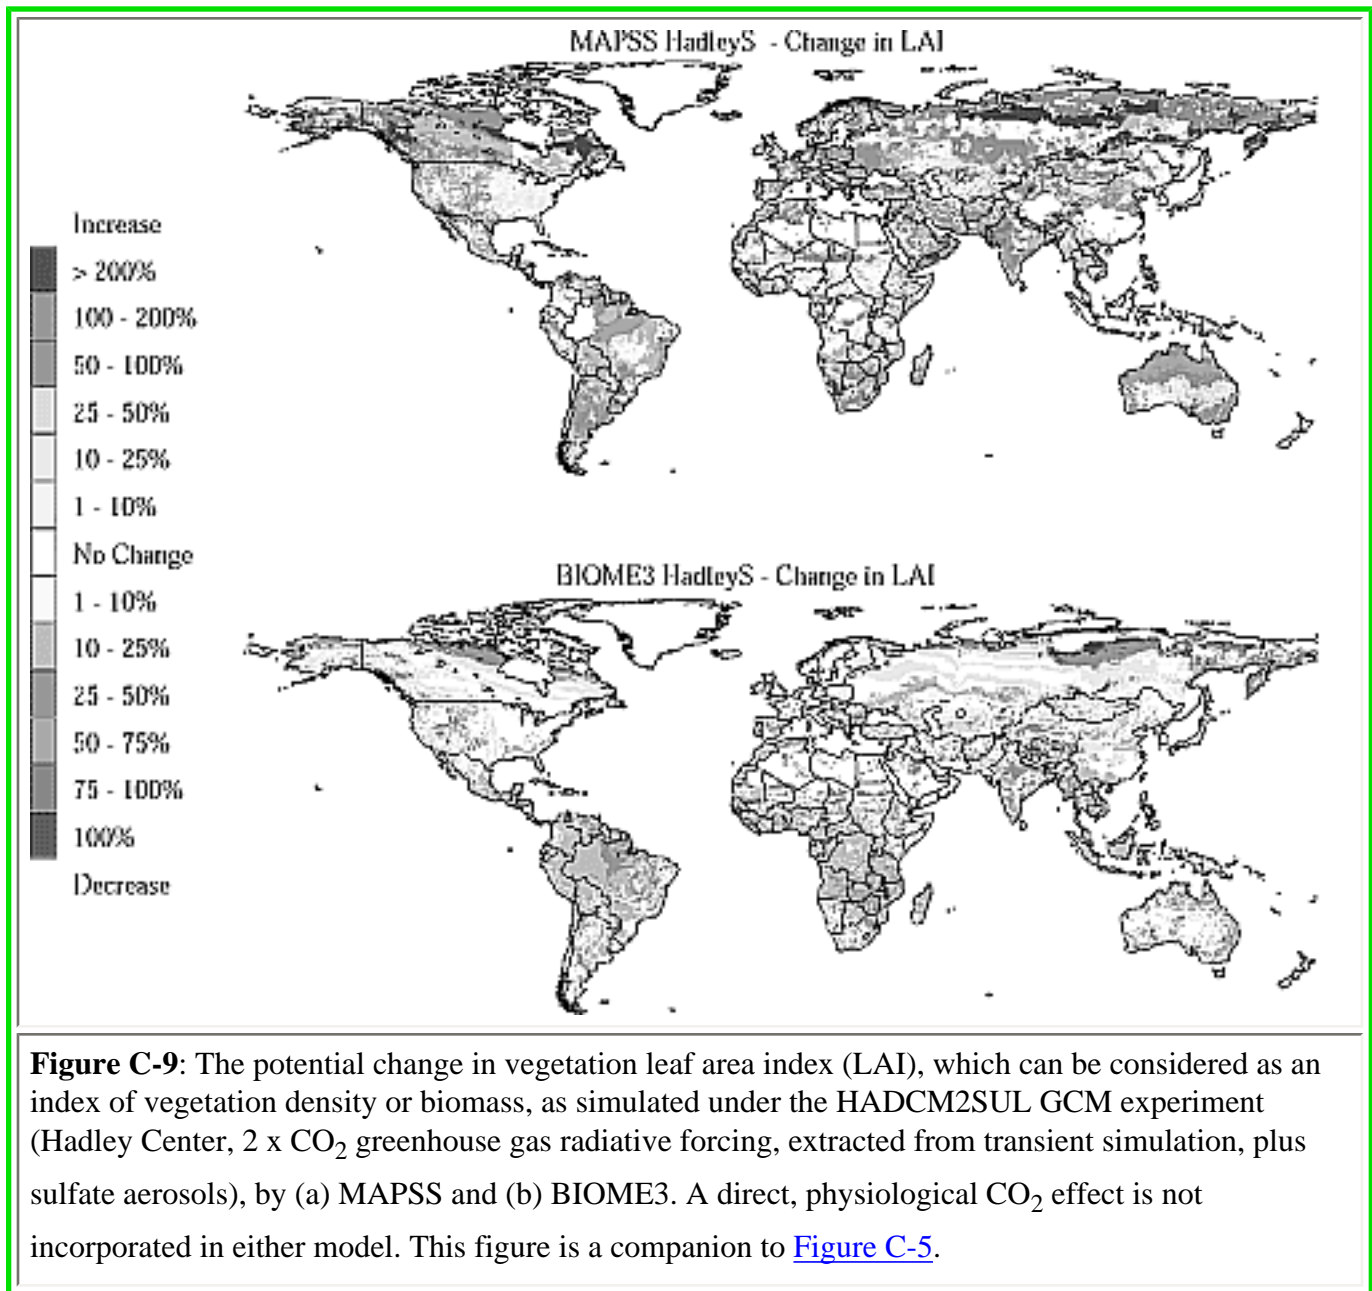 MAPSS HadleyS - Change in LAI
Increase
> 200%
100 - 200%
50 - 100%
25 - 50%
10 - 25%
1 - 10%
No Change
1 - 10%
10 - 25%
25 - 50%
50 - 75%
75 - 100%
100%
Decrease
BIOME3 HadleyS - Change in LAI
Figure C-9: The potential change in vegetation leaf area index (LAI), which can be considered as an
index of vegetation density or biomass, as simulated under the HADCM2SUL GCM experiment
(Hadley Center, 2 x CO2 greenhouse gas radiative forcing, extracted from transient simulation, plus
sulfate aerosols), by (a) MAPSS and (b) BIOME3. A direct, physiological CO2 effect is not
incorporated in either model. This figure is a companion to Figure C-5.